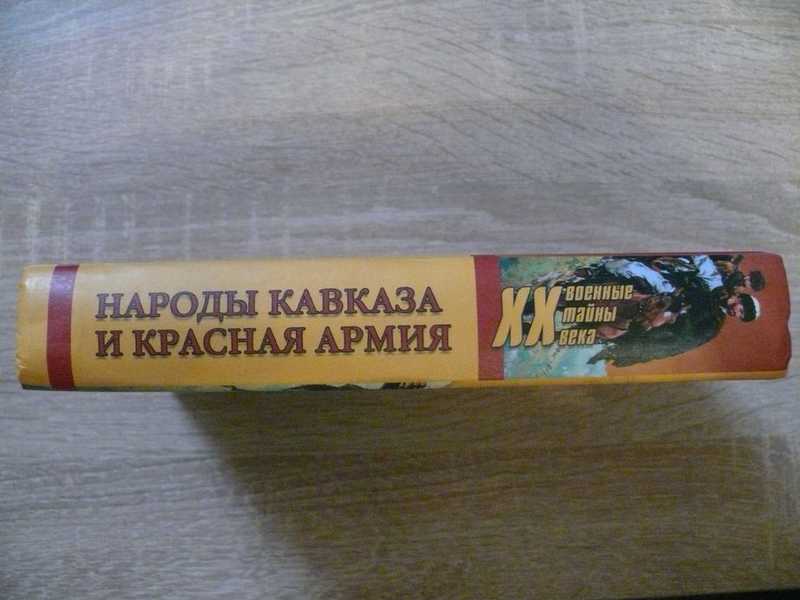 НАРОДЫ КАВКАЗА
И КРАСНАЯ АРМИЯ
XX
ВОЕННЫЕ
ТАЙНЫ
ВЕКА